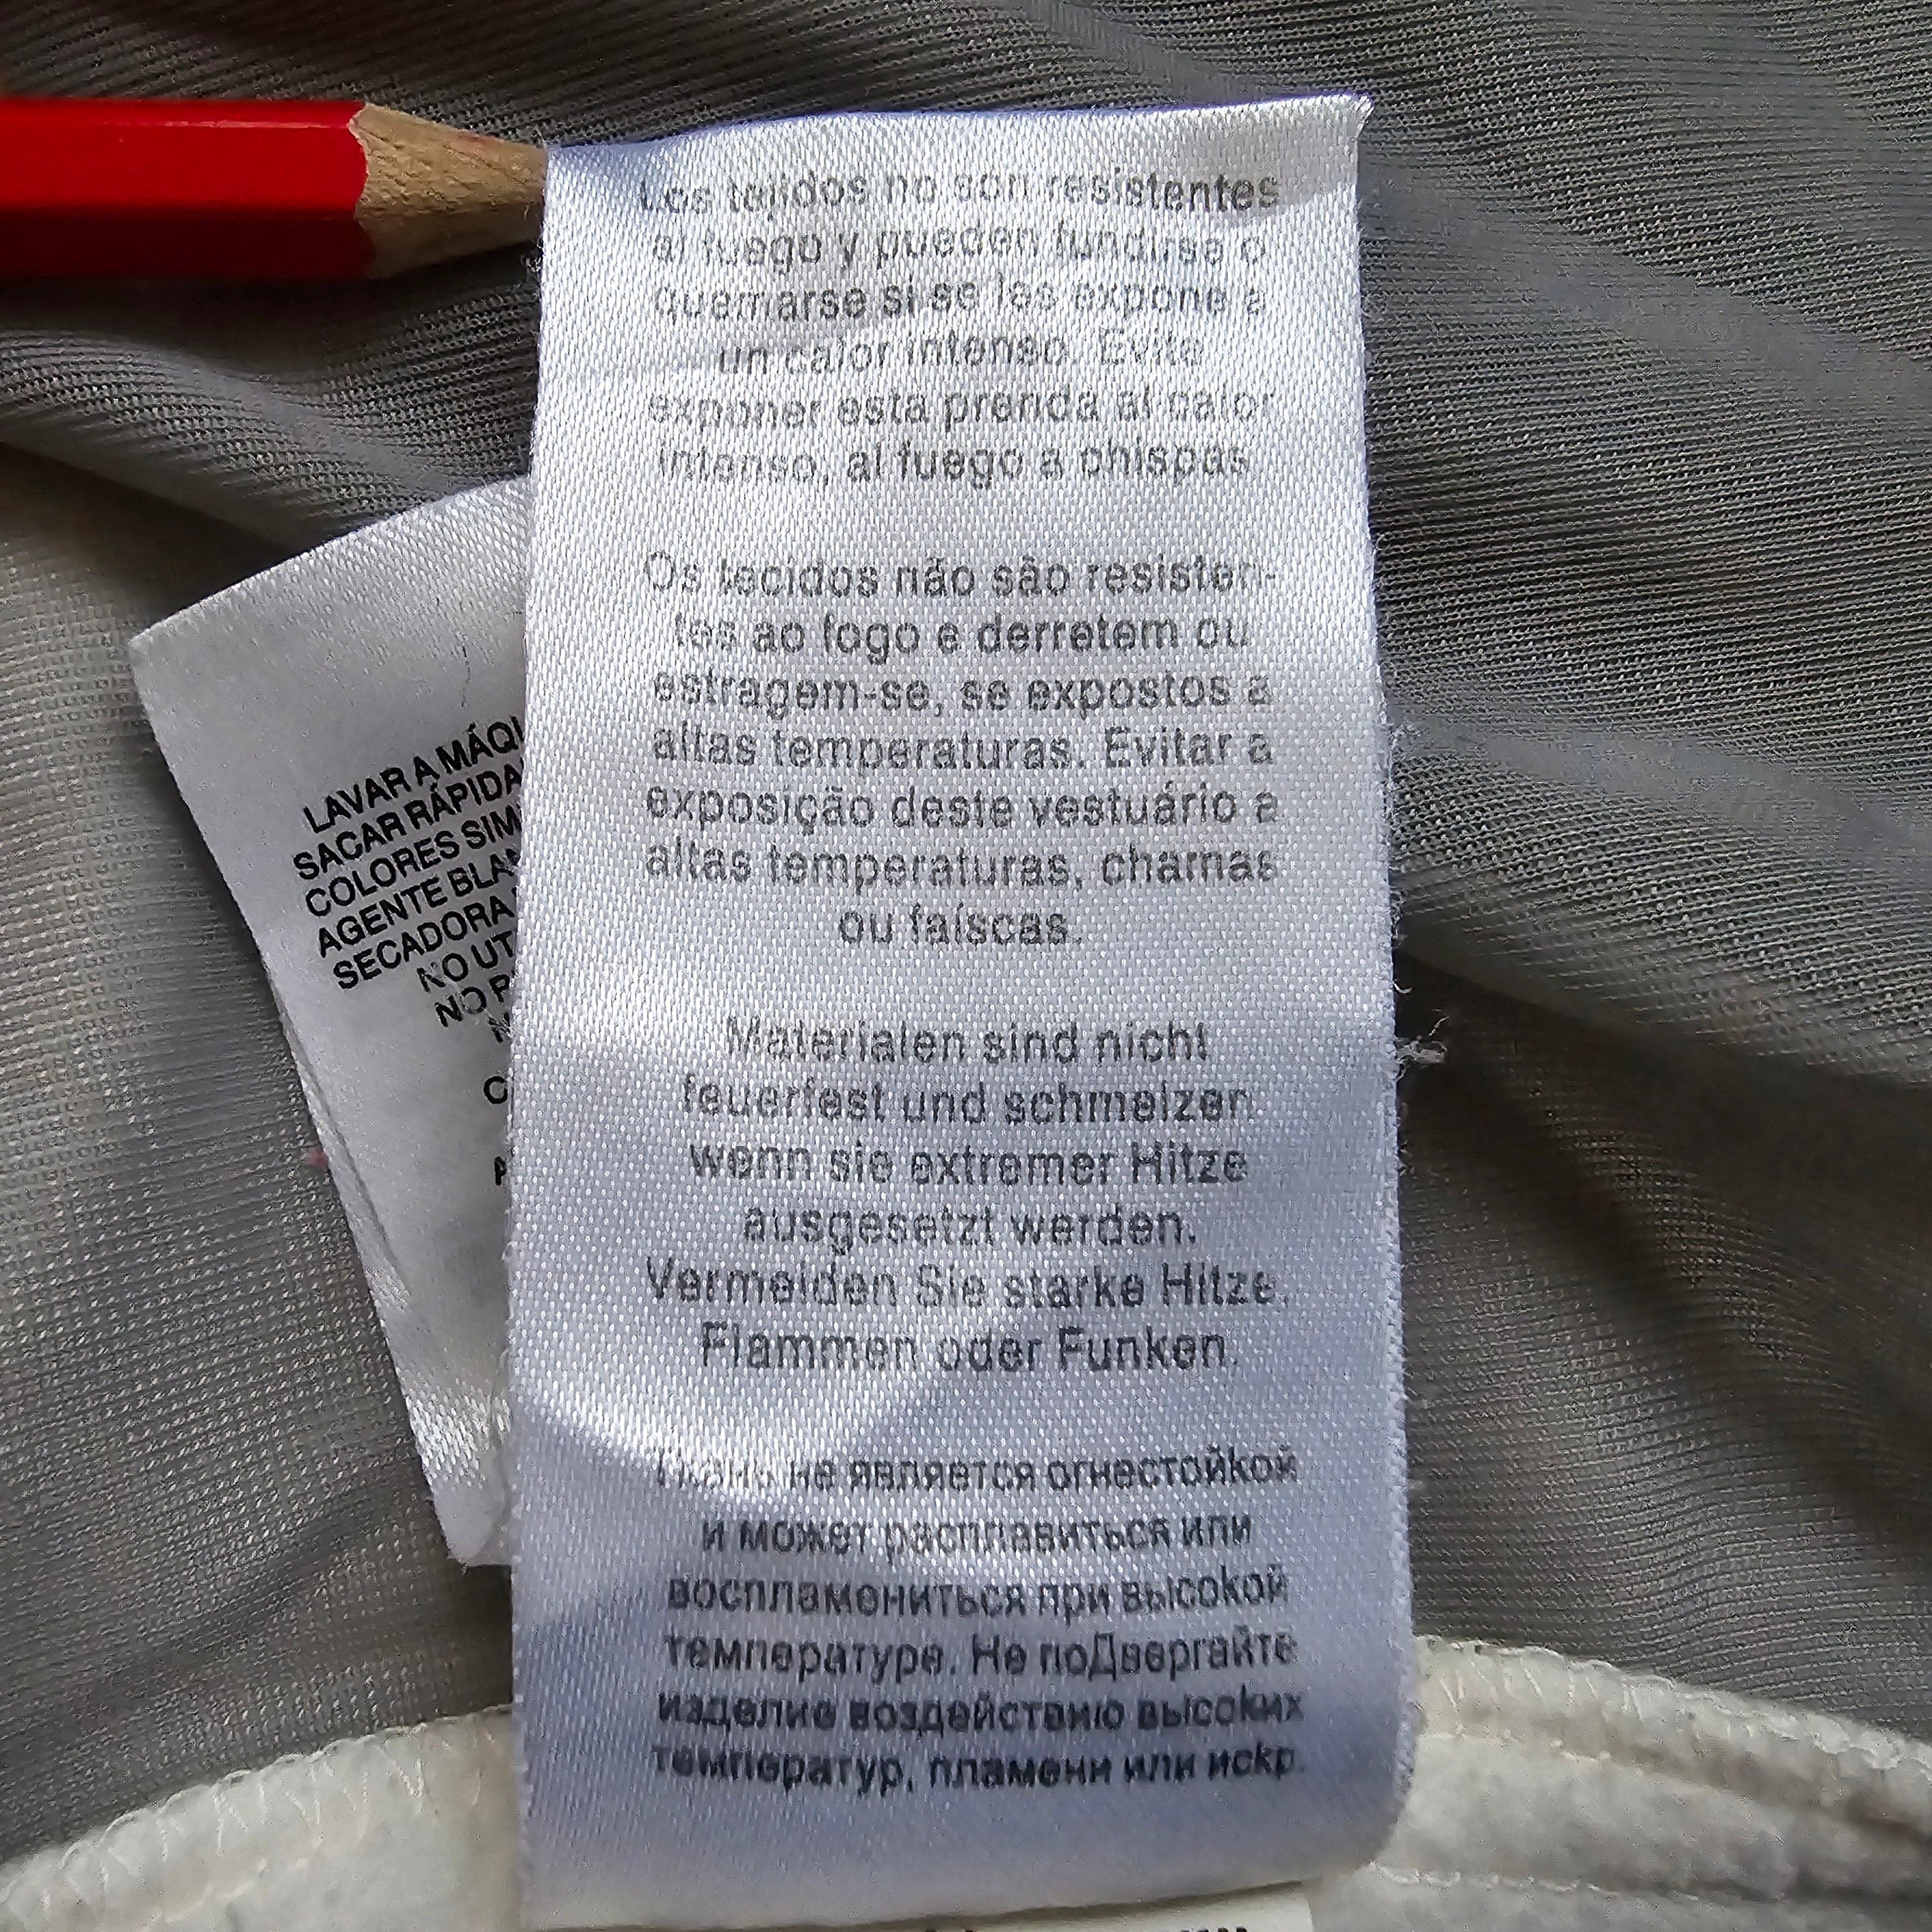 Los tejidos no son resistentes
al fuego y pueden fundirse o
quemarse si se les expone a
un calor intenso. Evite
exponer esta prenda al calor
intenso, al fuego a chispas
Os tecidos não são resisten-
tes ao fogo e derretem ou
estragem-se, se expostos a
altas temperaturas. Evitar a
exposição deste vestuário a
altas temperaturas, chamas
ou faíscas.
Materialen sind nicht
feuerfest und schmelzen
wenn sie extremer Hitze
ausgesetzt werden.
Vermeiden Sie starke Hitze,
Flammen oder Funken.
не является огнестойкой
и может расплавиться или
воспламениться при высокой
температуре. Не поДвергайте
изделие воздействию высоких
температур, пламени или искр.
LAVAR A MÁQU
SACAR RÁPIDA
COLORES SIM
AGENTE BLAN
SECADORA
NO UT
NO P